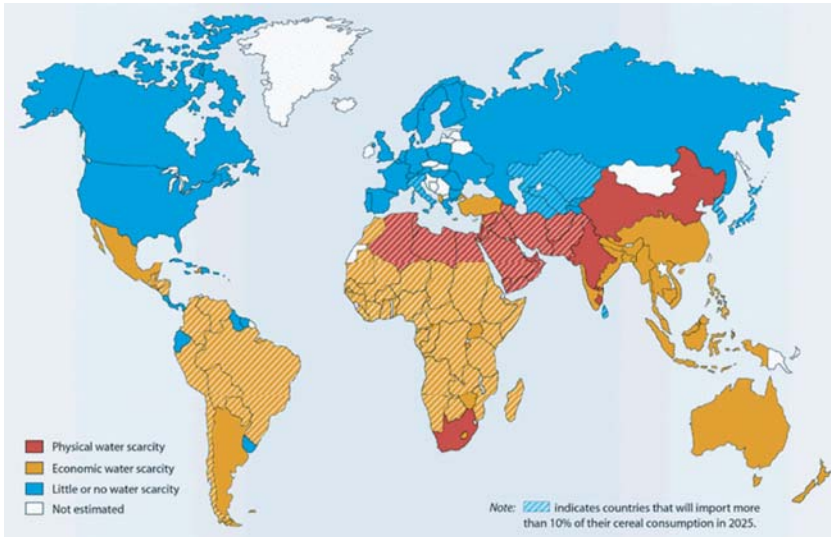 Physical water scarcity
Economic water scarcity
Little or no water scarcity
Not estimated
Note: indicates countries that will import more
than 10% of their cereal consumption in 2025.